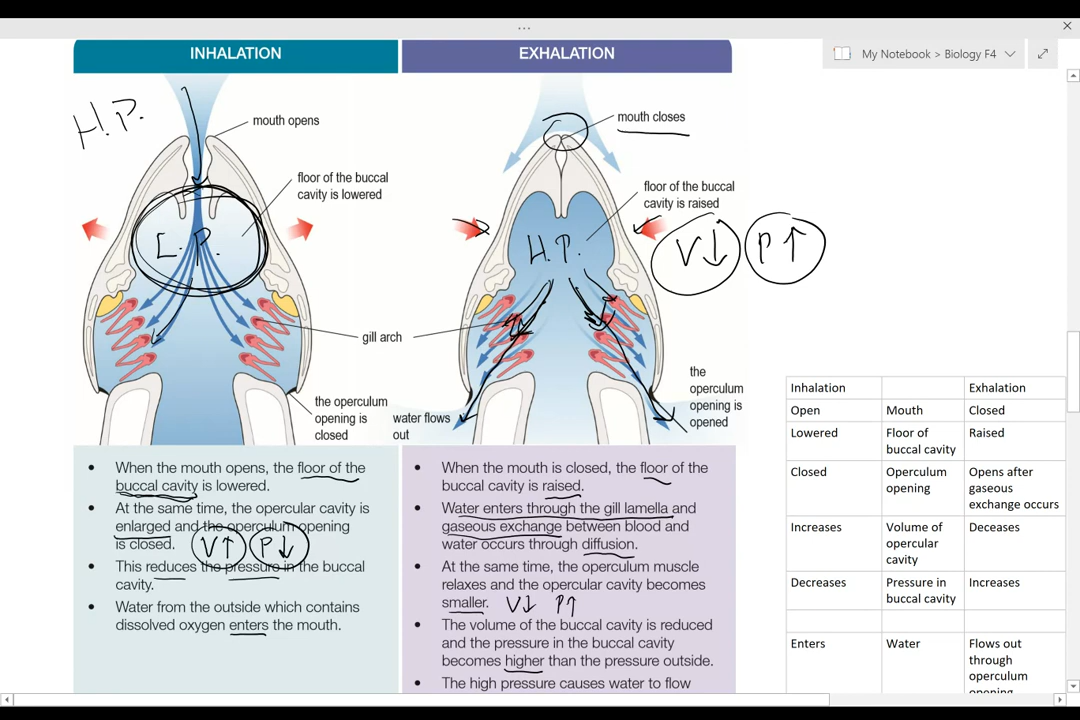 INHALATION
EXHALATION
My Notebook > Biology F4
H.P.
mouth opens
floor of the buccal
cavity is lowered
L.P.
gill arch
the operculum
opening is
closed
mouth closes
floor of the buccal
cavity is raised
H.P.
V↓ P↑
water flows
out
the
operculum
opening is
opened
• When the mouth opens, the floor of the
buccal cavity is lowered.
• At the same time, the opercular cavity is
enlarged and the operculum opening
is closed.
V↑ P↓
• This reduces the pressure in the buccal
cavity.
• Water from the outside which contains
dissolved oxygen enters the mouth.
• When the mouth is closed, the floor of the
buccal cavity is raised.
• Water enters through the gill lamella and
gaseous exchange between blood and
water occurs through diffusion.
• At the same time, the operculum muscle
relaxes and the opercular cavity becomes
smaller. V↓ P↑
• The volume of the buccal cavity is reduced
and the pressure in the buccal cavity
becomes higher than the pressure outside.
• The high pressure causes water to flow
Inhalation Exhalation
Open Mouth Closed
Lowered Floor of Raised
buccal cavity
Closed Operculum Opens after
opening gaseous
exchange occurs
Increases Volume of Deceases
opercular
cavity
Decreases Pressure in Increases
buccal cavity
Enters Water Flows out
through
operculum
opening